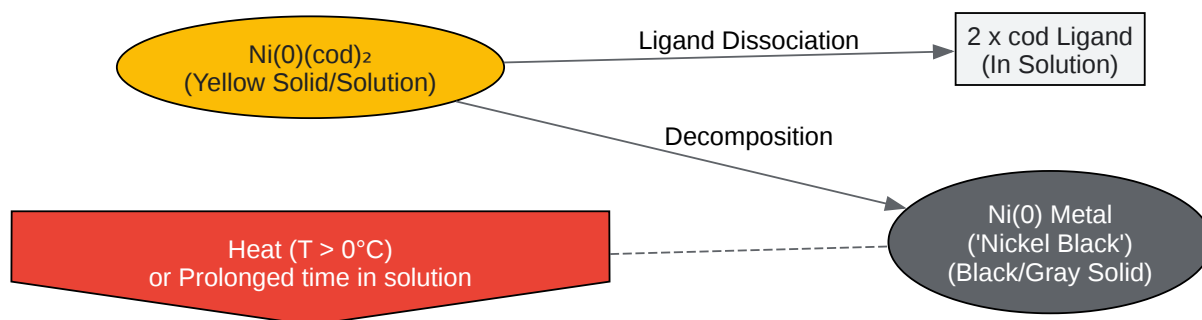 Ni(0)(cod)₂
(Yellow Solid/Solution)
Ligand Dissociation
2 x cod Ligand
(In Solution)
Decomposition
Heat (T > 0°C)
or Prolonged time in solution
Ni(0) Metal
('Nickel Black')
(Black/Gray Solid)